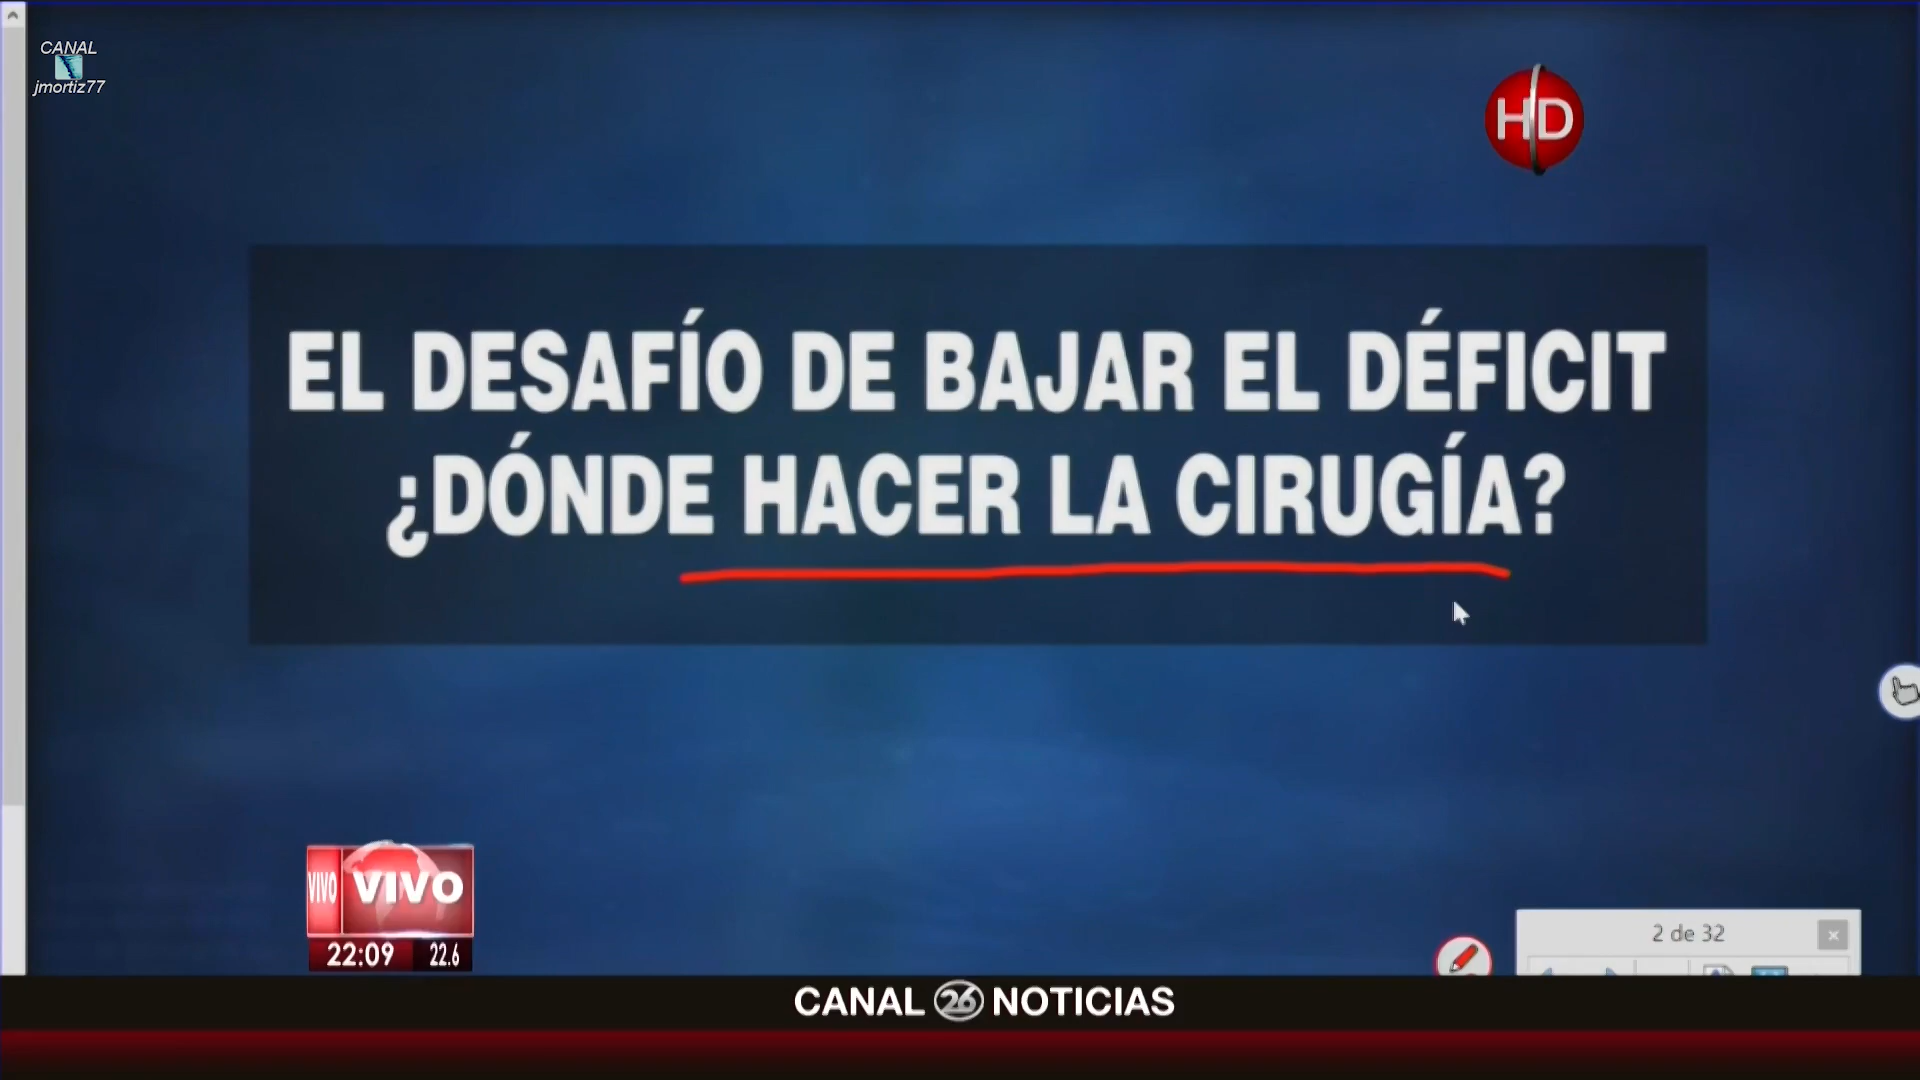 CANAL
jmortiz77
HD
EL DESAFÍO DE BAJAR EL DÉFICIT
¿DÓNDE HACER LA CIRUGÍA?
VIVO VIVO
22:09 22.6
2 de 32
CANAL 26 NOTICIAS